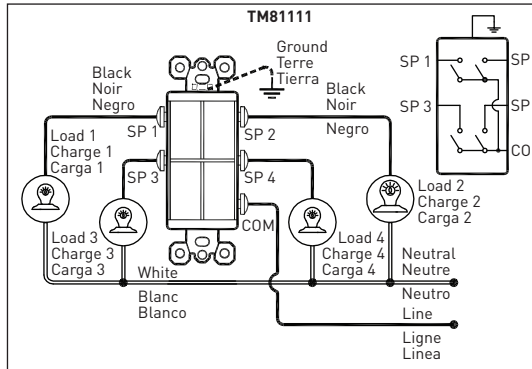 TM81111
Ground
Terre
Tierra
Black
Noir
Negro
Black
Noir
Negro
SP 1
SP
SP 3
SP
CO
SP 1
SP 2
Load 1
Charge 1
Carga 1
SP 3
SP 4
Load 2
Charge 2
Carga 2
COM
Load 3
Charge 3
Carga 3
Load 4
Charge 4
Carga 4
White
Blanc
Blanco
Neutral
Neutre
Neutro
Line
Ligne
Linea